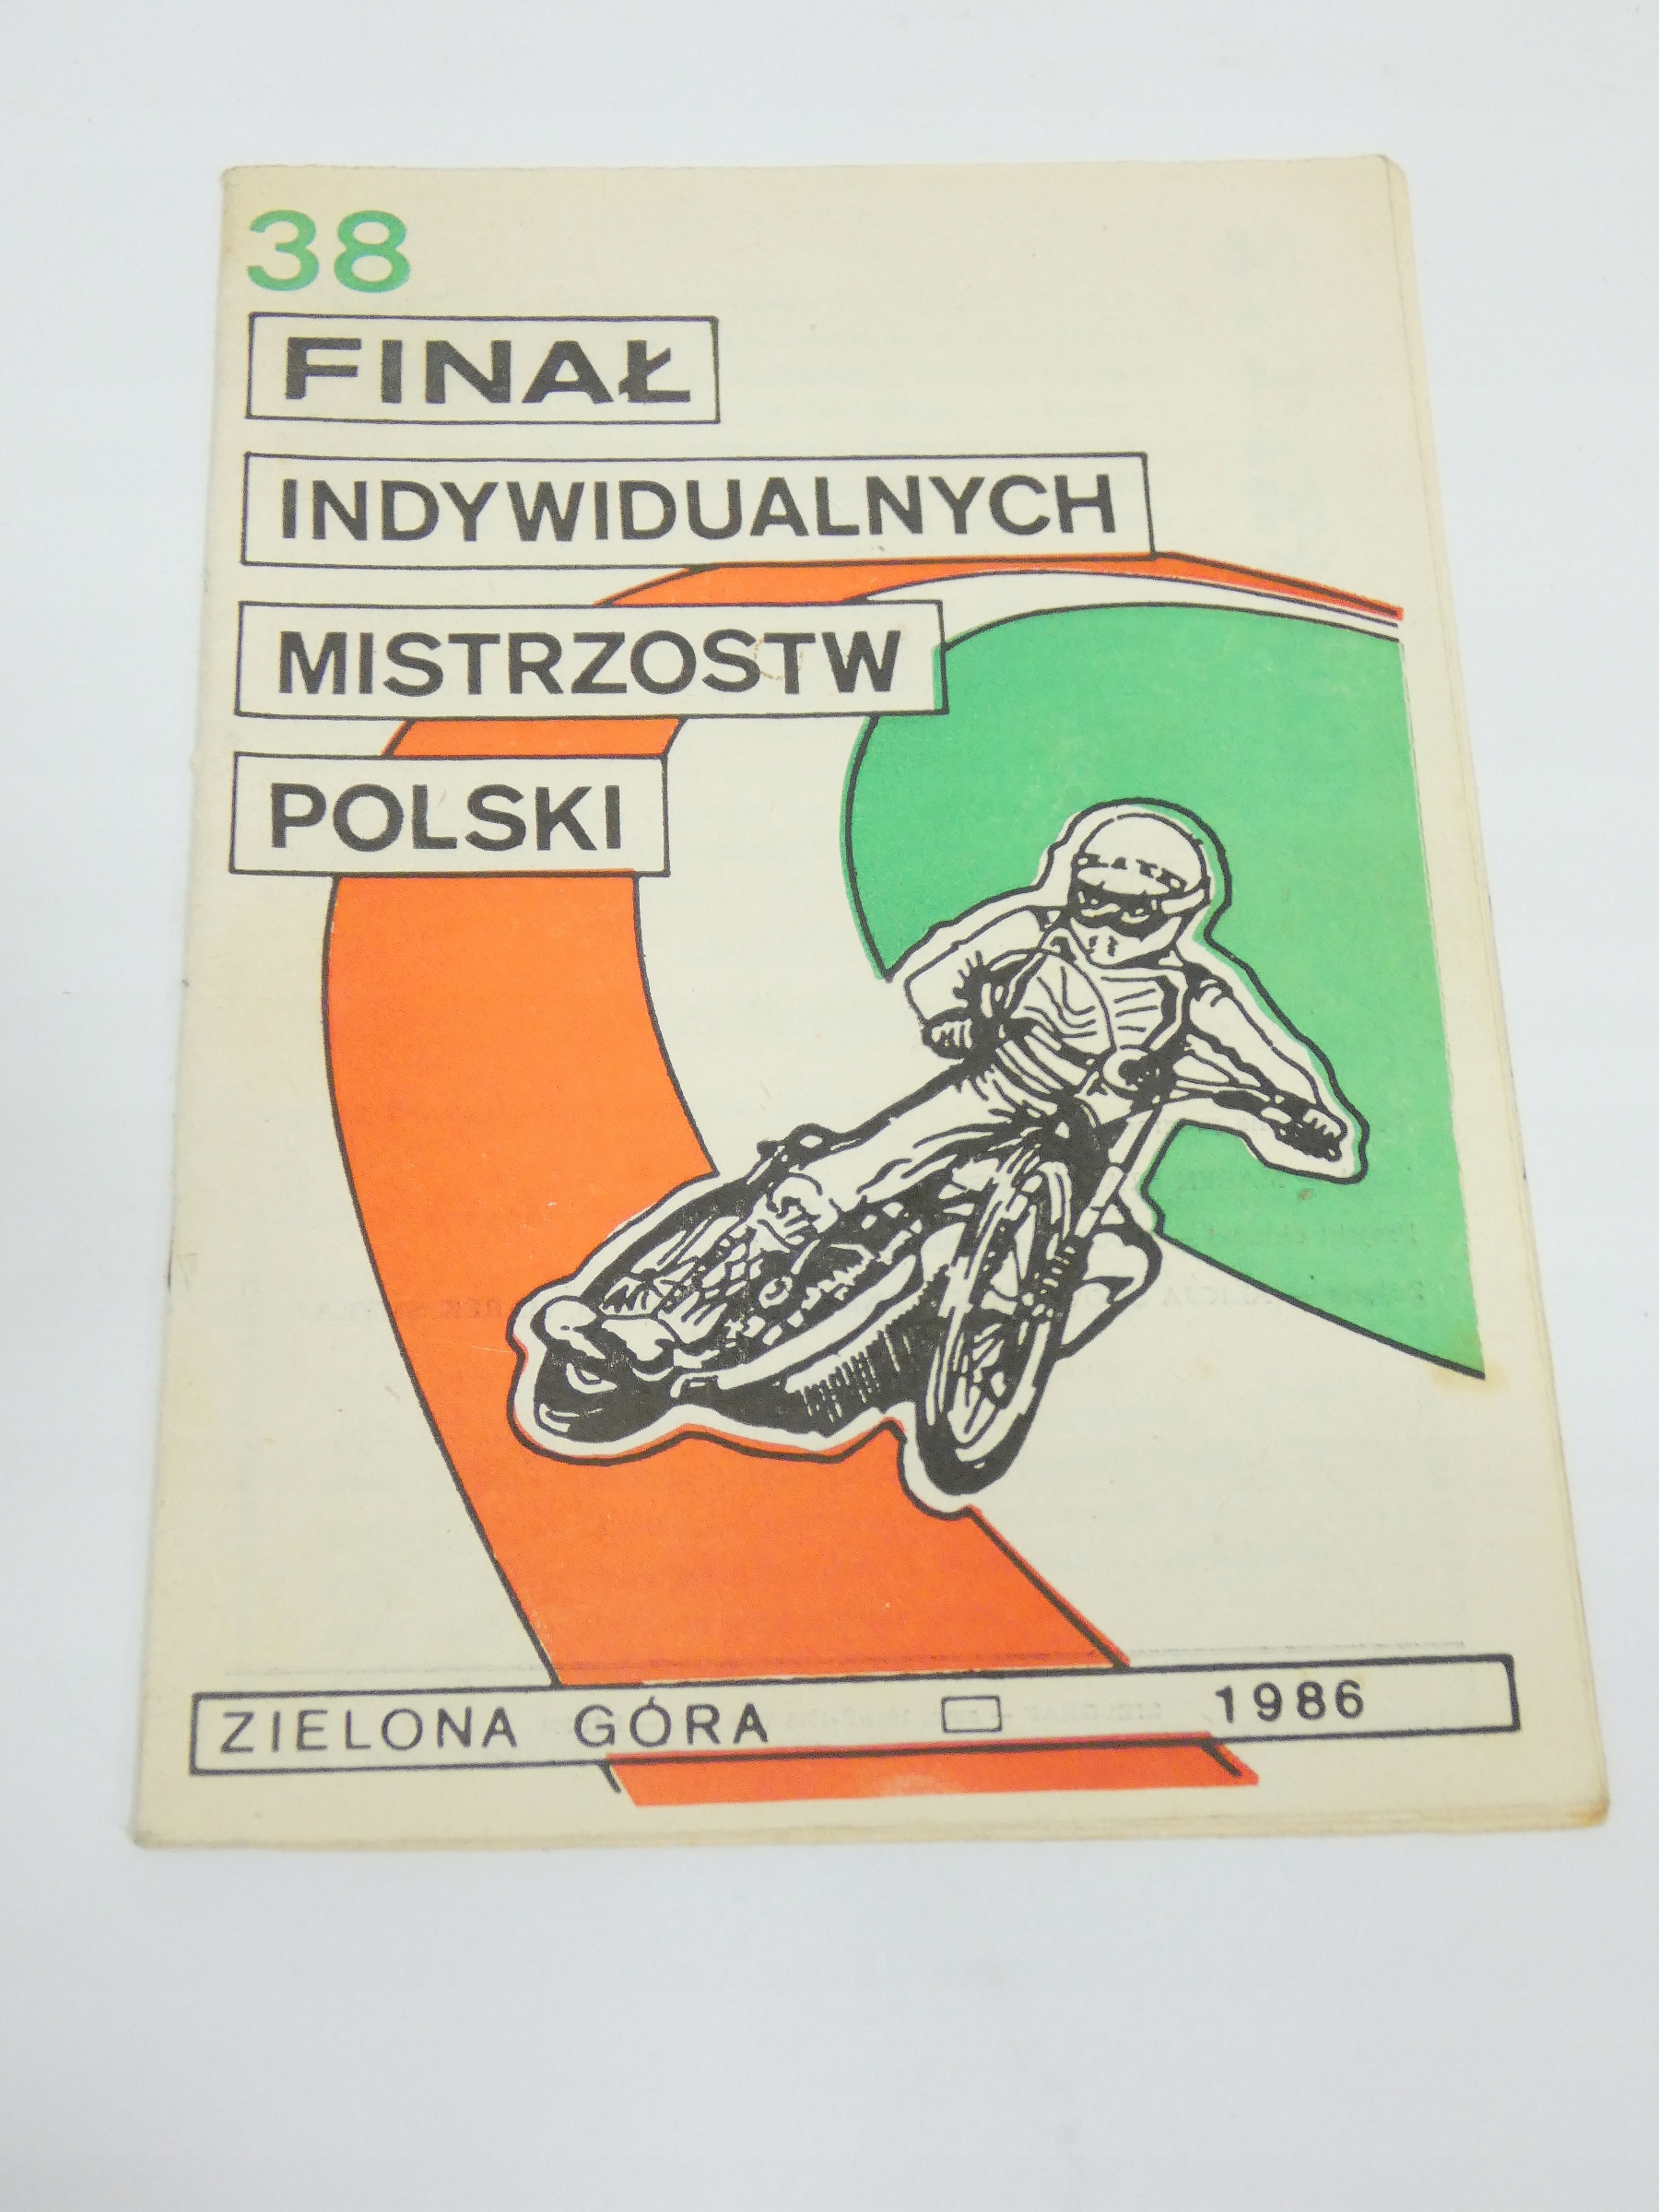 38
FINAŁ
INDYWIDUALNYCH
MISTRZOSTW
POLSKI
ZIELONA GÓRA 1986